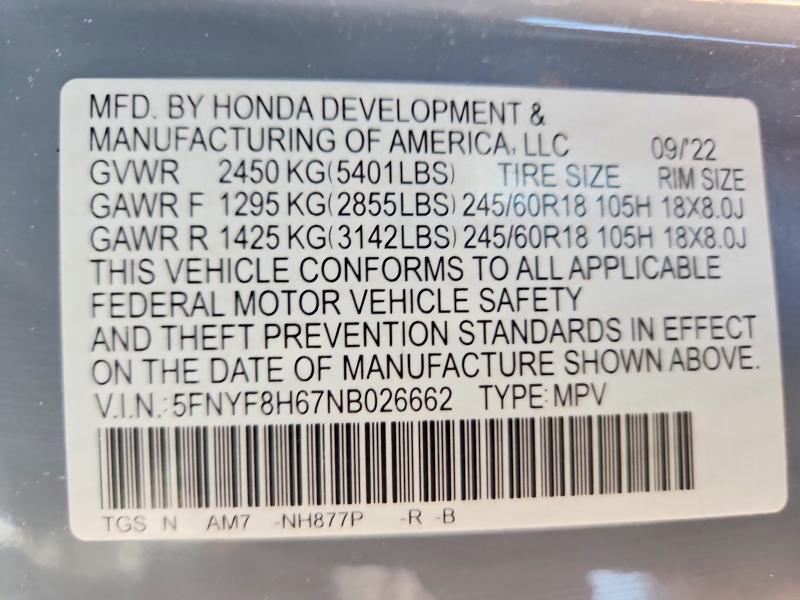 MFD. BY HONDA DEVELOPMENT &
MANUFACTURING OF AMERICA, LLC 09/'22
GVWR 2450 KG(5401LBS) TIRE SIZE RIM SIZE
GAWR F 1295 KG(2855LBS) 245/60R18 105H 18X8.0J
GAWR R 1425 KG(3142LBS) 245/60R18 105H 18X8.0J
THIS VEHICLE CONFORMS TO ALL APPLICABLE
FEDERAL MOTOR VEHICLE SAFETY
AND THEFT PREVENTION STANDARDS IN EFFECT
ON THE DATE OF MANUFACTURE SHOWN ABOVE.
V.I.N.: 5FNYF8H67NB026662 TYPE: MPV
TGS N AM7 -NH877P -R -B